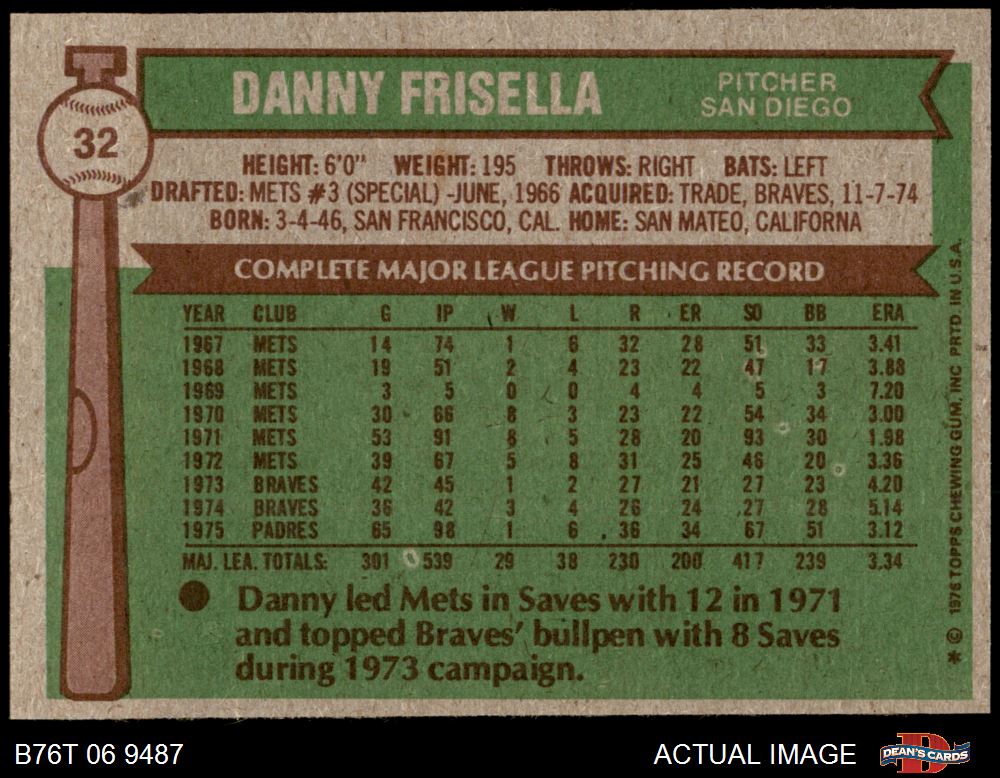 DANNY FRISELLA
PITCHER
SAN DIEGO
32
HEIGHT: 6'0" WEIGHT: 195 THROWS: RIGHT BATS: LEFT
DRAFTED: METS #3 (SPECIAL) -JUNE, 1966 ACQUIRED: TRADE, BRAVES, 11-7-74
BORN: 3-4-46, SAN FRANCISCO, CAL. HOME: SAN MATEO, CALIFORNA
COMPLETE MAJOR LEAGUE PITCHING RECORD
YEAR CLUB G IP W L R ER SO BB ERA
1967 METS 14 74 1 6 32 28 51 33 3.41
1968 METS 19 51 2 4 23 22 47 17 3.88
1969 METS 3 5 0 0 4 4 5 3 7.20
1970 METS 30 66 8 3 23 22 54 34 3.00
1971 METS 53 91 8 5 28 20 93 30 1.98
1972 METS 39 67 5 8 31 25 46 20 3.36
1973 BRAVES 42 45 1 2 27 21 27 23 4.20
1974 BRAVES 36 42 3 4 26 24 27 28 5.14
1975 PADRES 65 98 1 6 36 34 67 51 3.12
MAJ. LEA. TOTALS: 301 539 29 38 230 200 417 239 3.34
Danny led Mets in Saves with 12 in 1971
and topped Braves' bullpen with 8 Saves
during 1973 campaign.
* © 1976 TOPPS CHEWING GUM, INC PRTD IN U.S.A.
B76T 06 9487
ACTUAL IMAGE
DEAN'S CARDS